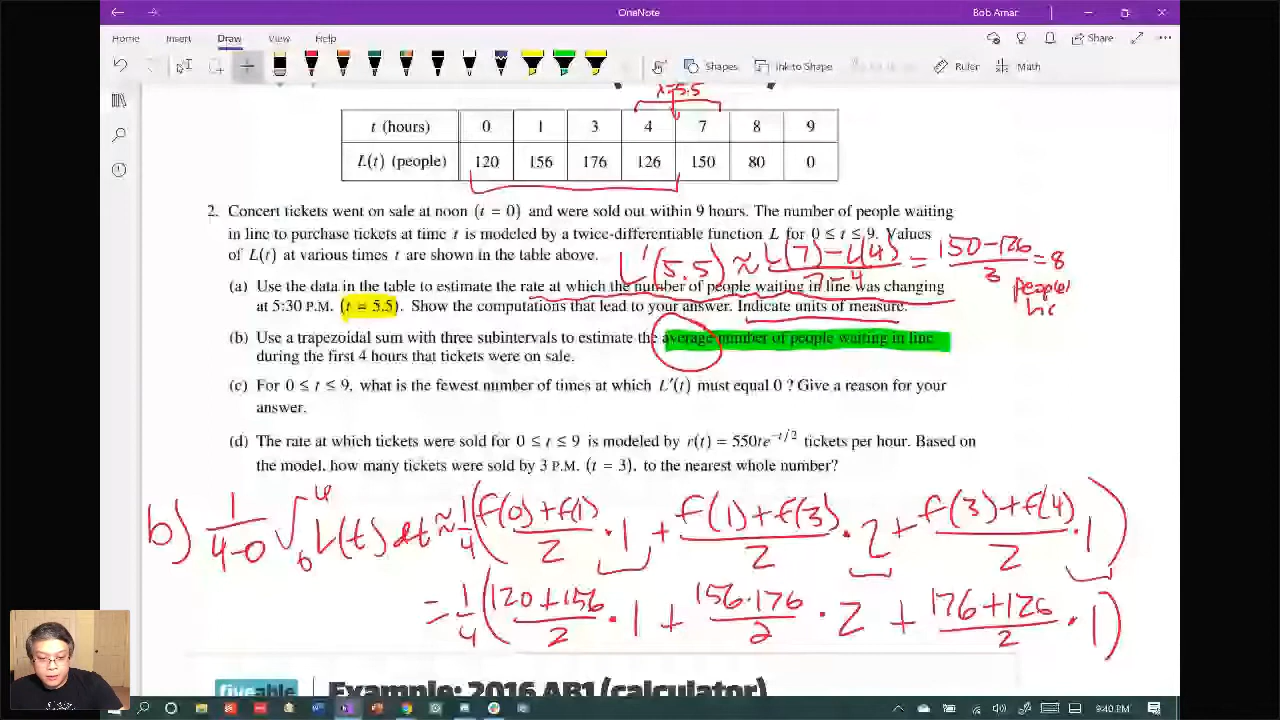 OneNote
Bob Amar
Home Insert Draw View Help
Share
Shapes Ink to Shape Ruler Math
t=5.5
t (hours) 0 1 3 4 7 8 9
L(t) (people) 120 156 176 126 150 80 0
2. Concert tickets went on sale at noon (t = 0) and were sold out within 9 hours. The number of people waiting
in line to purchase tickets at time t is modeled by a twice-differentiable function L for 0 ≤ t ≤ 9. Values
of L(t) at various times t are shown in the table above.
L'(5.5) ≈ L(7)-L(4)/7-4 = 150-126/3 = 8
people/
(a) Use the data in the table to estimate the rate at which the number of people waiting in line was changing
at 5:30 P.M. (t = 5.5). Show the computations that lead to your answer. Indicate units of measure.
(b) Use a trapezoidal sum with three subintervals to estimate the average number of people waiting in line
during the first 4 hours that tickets were on sale.
(c) For 0 ≤ t ≤ 9, what is the fewest number of times at which L'(t) must equal 0 ? Give a reason for your
answer.
(d) The rate at which tickets were sold for 0 ≤ t ≤ 9 is modeled by r(t) = 550te^{-t/2} tickets per hour. Based on
the model, how many tickets were sold by 3 P.M. (t = 3), to the nearest whole number?
b) 1/4-0 ∫_0^4 L(t) dt ≈ 1/4 (f(0)+f(1)/2 · 1 + f(1)+f(3)/2 · 2 + f(3)+f(4)/2 · 1)
= 1/4 (120+156/2 · 1 + 156·176/2 · 2 + 176+126/2 · 1)
fiveable Example: 2016 AB1 (calculator)
9:40 PM